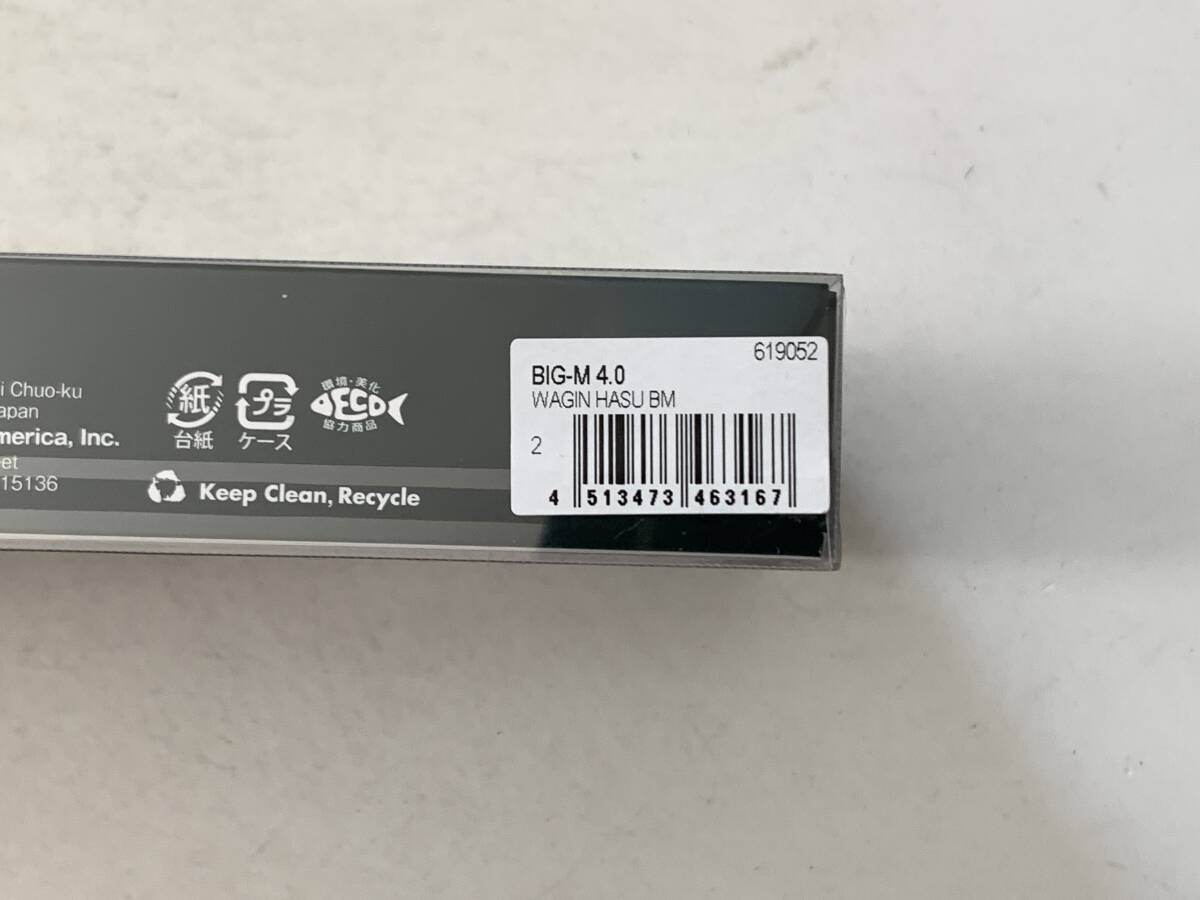 i Chuo-ku
apan
merica, Inc.
et
15136
紙
台紙
プラ
ケース
環境・美化
ECO
協力商品
Keep Clean, Recycle
619052
BIG-M 4.0
WAGIN HASU BM
2
4 513473 463167